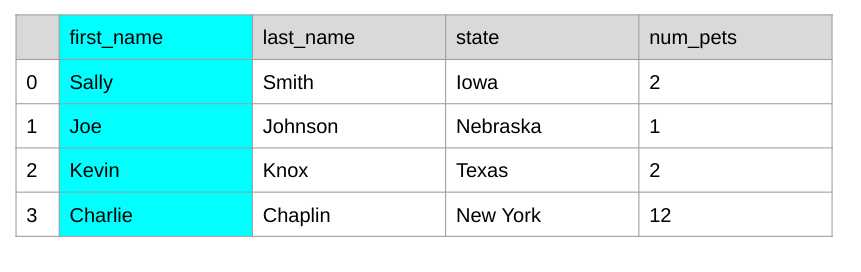 first_name last_name state num_pets
0 Sally Smith Iowa 2
1 Joe Johnson Nebraska 1
2 Kevin Knox Texas 2
3 Charlie Chaplin New York 12